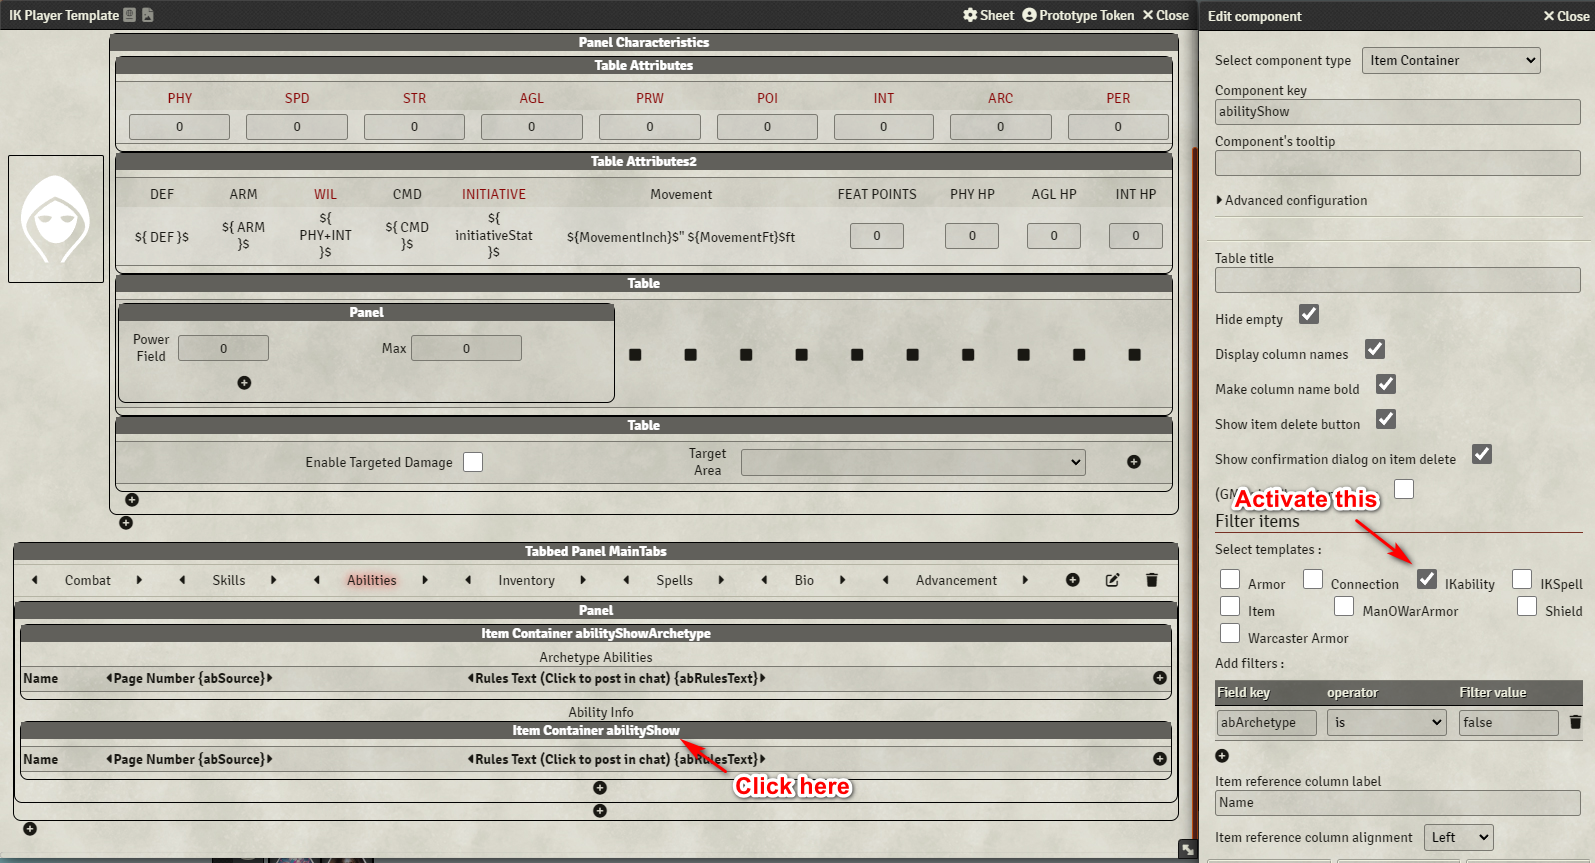 IK Player Template
Sheet
Prototype Token
Close
Panel Characteristics
Table Attributes
PHY SPD STR AGL PRW POI INT ARC PER
0 0 0 0 0 0 0 0 0
Table Attributes2
DEF ARM WIL CMD INITIATIVE Movement FEAT POINTS PHY HP AGL HP INT HP
${ DEF }$
${ ARM
}$
${
PHY+INT
}$
${ CMD
}$
${
initiativeStat
}$
${MovementInch}$" ${MovementFt}$ft
0 0 0 0
Table
Panel
Power
Field
0
Max
0
Table
Enable Targeted Damage
Target
Area
Tabbed Panel MainTabs
Combat Skills Abilities Inventory Spells Bio Advancement
Panel
Item Container abilityShowArchetype
Archetype Abilities
Name Page Number {abSource} Rules Text (Click to post in chat) {abRulesText}
Ability Info
Item Container abilityShow
Name Page Number {abSource} Rules Text (Click to post in chat) {abRulesText}
Click here
Edit component
Close
Select component type
Item Container
Component key
abilityShow
Component's tooltip
Advanced configuration
Table title
Hide empty
Display column names
Make column name bold
Show item delete button
Show confirmation dialog on item delete
Activate this
Filter items
Select templates :
Armor Connection IKability IKSpell
Item ManOWarArmor Shield
Warcaster Armor
Add filters :
Field key operator Filter value
abArchetype is false
Item reference column label
Name
Item reference column alignment
Left